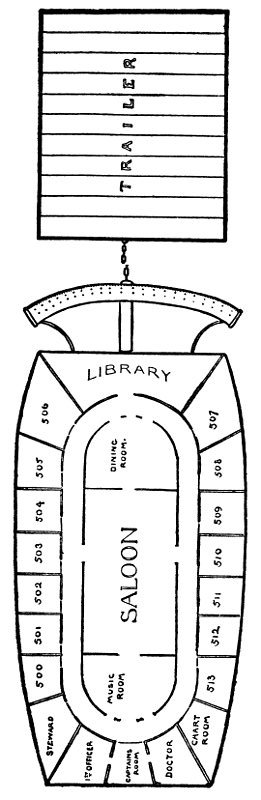 TRAILER
LIBRARY
506
507
DINING
ROOM.
505
508
504
509
503
510
SALOON
502
511
501
512
500
MUSIC
ROOM
513
STEWARD
1ST OFFICER
CAPTAINS
ROOM
DOCTOR
CHART
ROOM